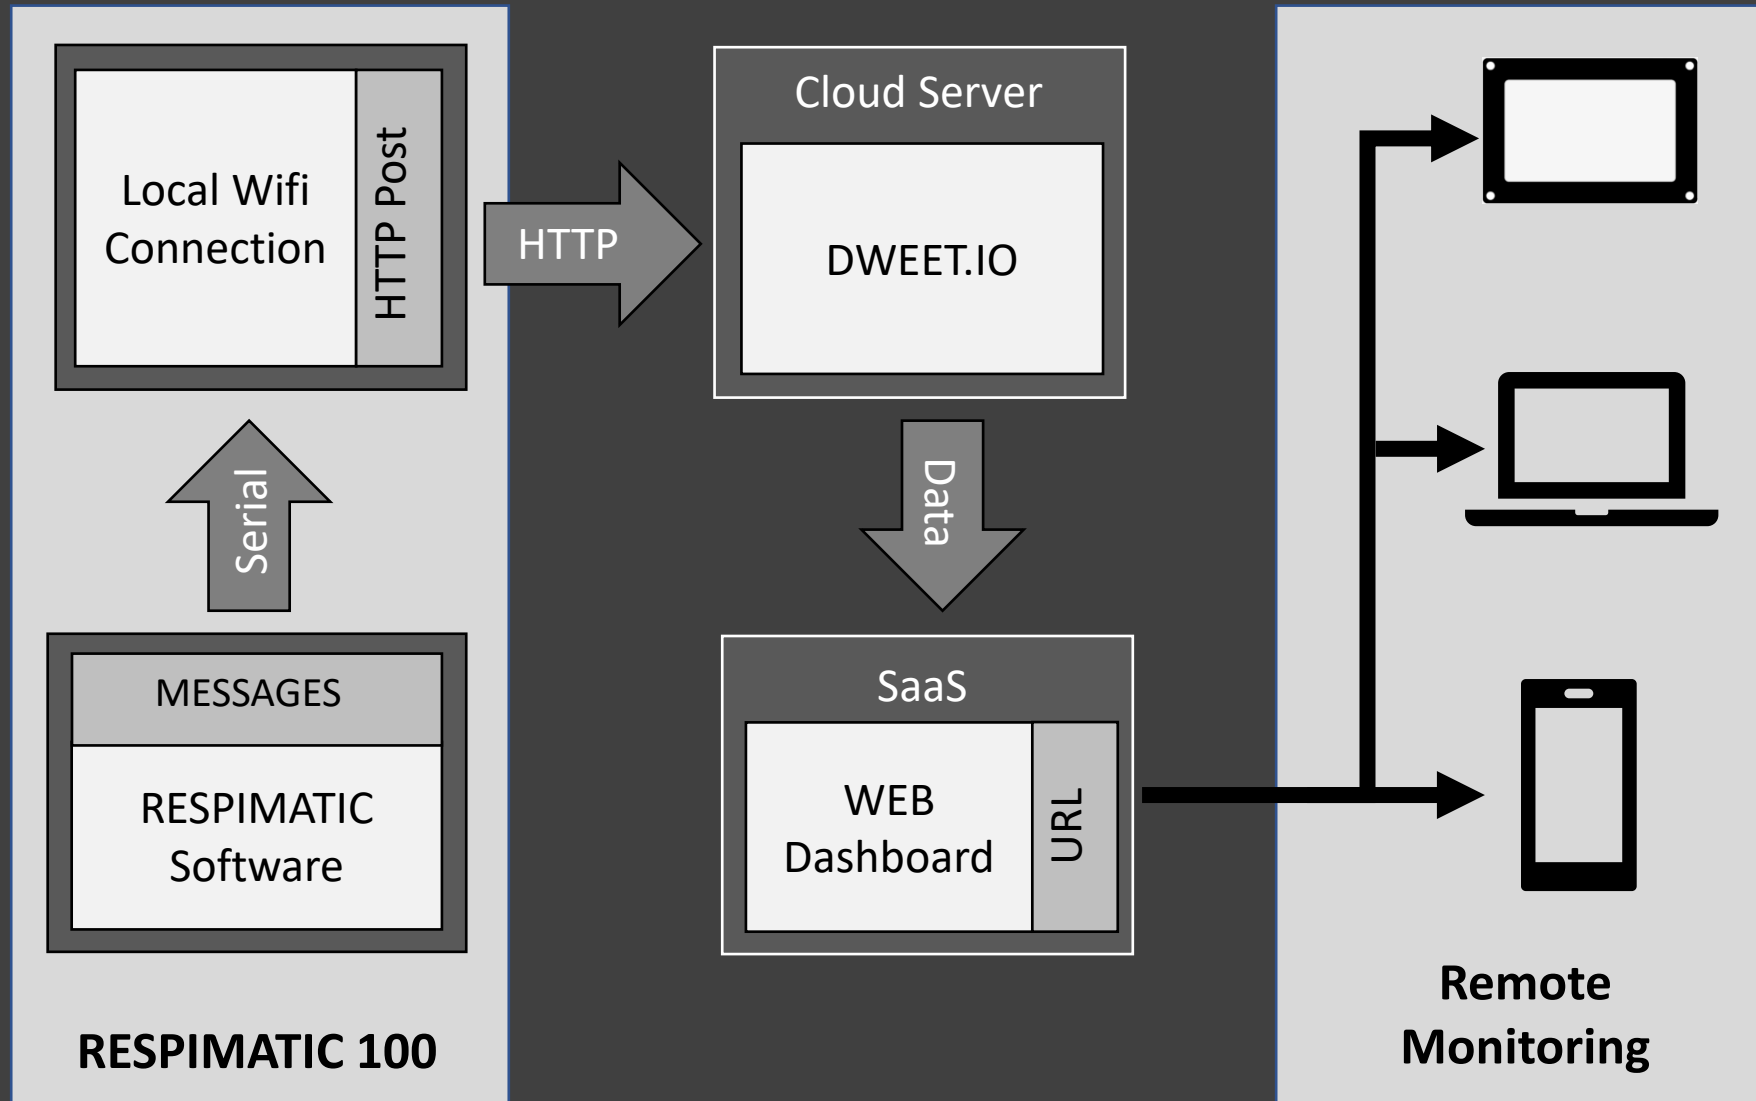 Local Wifi
Connection
HTTP Post
HTTP
Cloud Server
DWEET.IO
Serial
Data
MESSAGES
RESPIMATIC
Software
SaaS
WEB
Dashboard
URL
RESPIMATIC 100
Remote
Monitoring